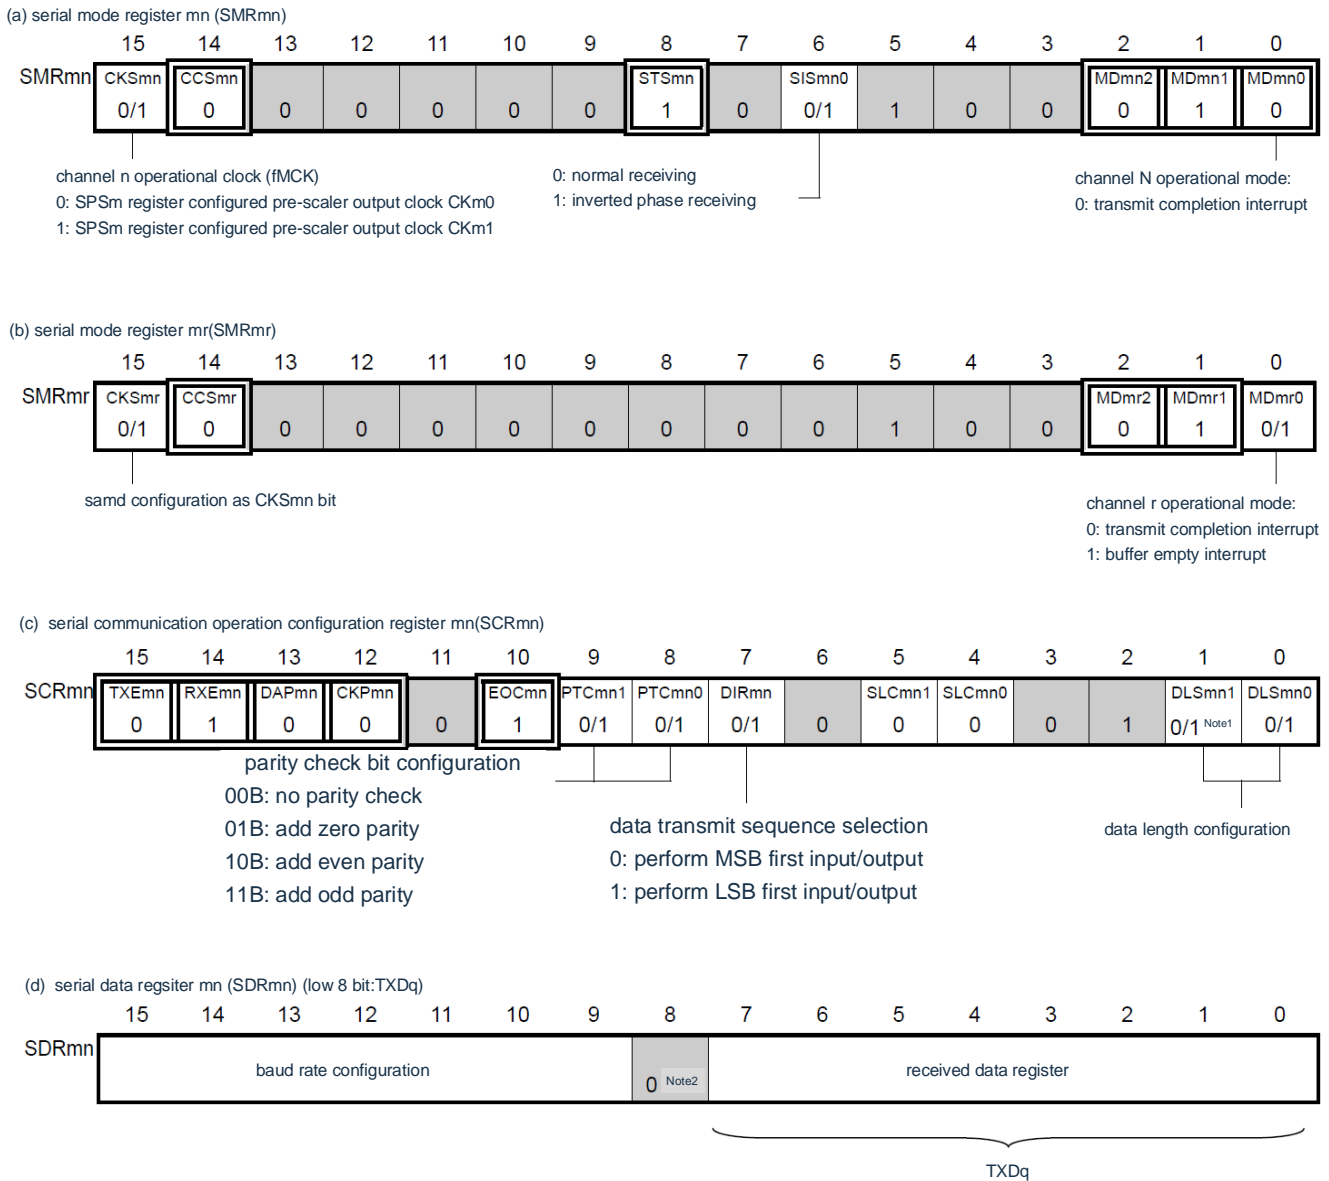 (a) serial mode register mn (SMRmn)
15 14 13 12 11 10 9 8 7 6 5 4 3 2 1 0
SMRmn CKSmn CCSmn STSmn SISmn0 MDmn2 MDmn1 MDmn0
0/1 0 0 0 0 0 0 1 0 0/1 1 0 0 0 1 0
channel n operational clock (fMCK)
0: SPSm register configured pre-scaler output clock CKm0
1: SPSm register configured pre-scaler output clock CKm1
0: normal receiving
1: inverted phase receiving
channel N operational mode:
0: transmit completion interrupt
(b) serial mode register mr(SMRmr)
15 14 13 12 11 10 9 8 7 6 5 4 3 2 1 0
SMRmr CKSmr CCSmr MDmr2 MDmr1 MDmr0
0/1 0 0 0 0 0 0 0 0 0 1 0 0 0 1 0/1
samd configuration as CKSmn bit
channel r operational mode:
0: transmit completion interrupt
1: buffer empty interrupt
(c) serial communication operation configuration register mn(SCRmn)
15 14 13 12 11 10 9 8 7 6 5 4 3 2 1 0
SCRmn TXEmn RXEmn DAPmn CKPmn EOCmn PTCmn1 PTCmn0 DIRmn SLCmn1 SLCmn0 DLSmn1 DLSmn0
0 1 0 0 0 1 0/1 0/1 0/1 0 0 0 0 1 0/1 Note1 0/1
parity check bit configuration
00B: no parity check
01B: add zero parity
10B: add even parity
11B: add odd parity
data transmit sequence selection
0: perform MSB first input/output
1: perform LSB first input/output
data length configuration
(d) serial data regsiter mn (SDRmn) (low 8 bit:TXDq)
15 14 13 12 11 10 9 8 7 6 5 4 3 2 1 0
SDRmn
baud rate configuration 0 Note2 received data register
TXDq